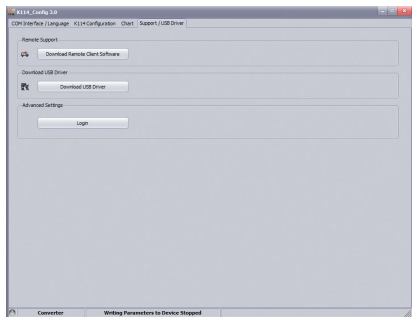 K114_Config 3.0
COM Interface / Language K114 Configuration Chart Support / USB Driver
Remote Support
Download Remote Client Software
Download USB Driver
Download USB Driver
Advanced Settings
Login
Converter Writing Parameters to Device Stopped